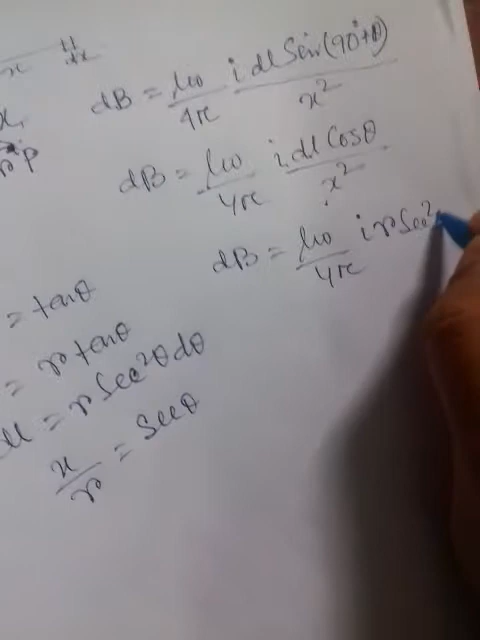 dx
x
dB = μ0/4π i dl Sin(90°+θ)/x²
P
dB = μ0/4π i dl Cosθ/x²
dB = μ0/4π i r Sec²
= tanθ
= r tanθ
dl = r Sec²θ dθ
x/r = Secθ